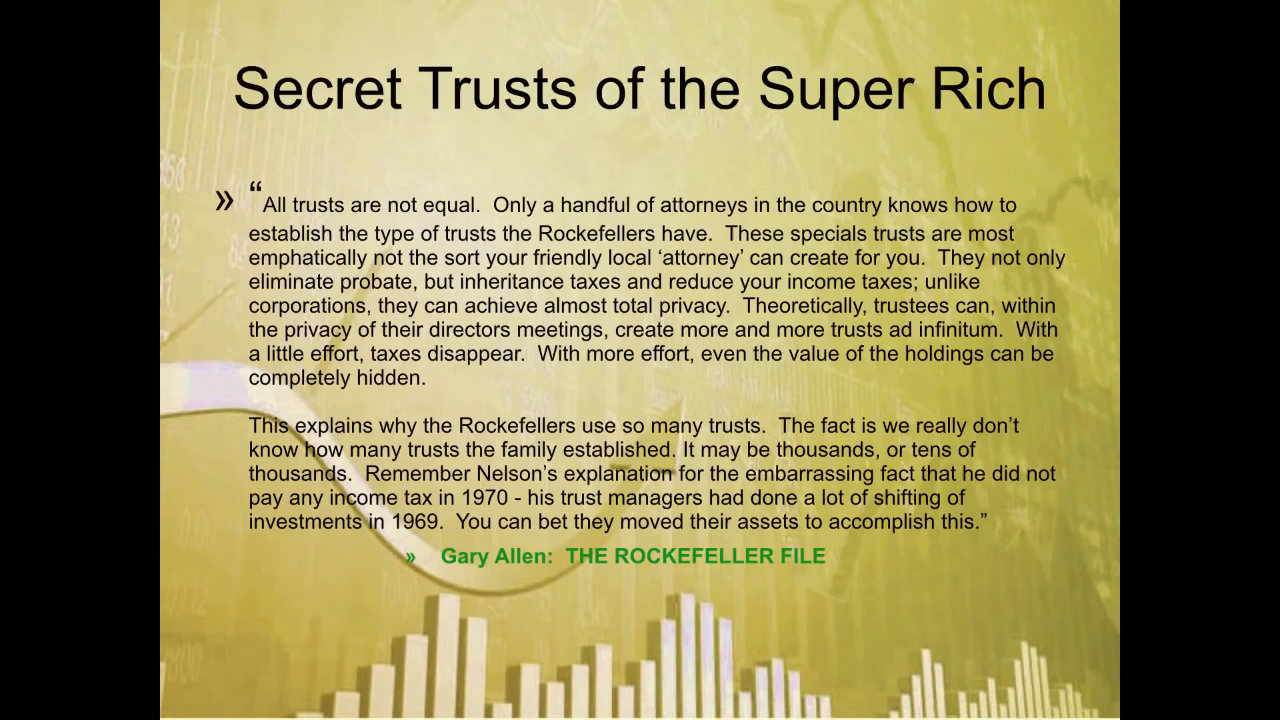 Secret Trusts of the Super Rich
» “All trusts are not equal.  Only a handful of attorneys in the country knows how to
establish the type of trusts the Rockefellers have.  These specials trusts are most
emphatically not the sort your friendly local ‘attorney’ can create for you.  They not only
eliminate probate, but inheritance taxes and reduce your income taxes; unlike
corporations, they can achieve almost total privacy.  Theoretically, trustees can, within
the privacy of their directors meetings, create more and more trusts ad infinitum.  With
a little effort, taxes disappear.  With more effort, even the value of the holdings can be
completely hidden.
This explains why the Rockefellers use so many trusts.  The fact is we really don’t
know how many trusts the family established. It may be thousands, or tens of
thousands.  Remember Nelson’s explanation for the embarrassing fact that he did not
pay any income tax in 1970 - his trust managers had done a lot of shifting of
investments in 1969.  You can bet they moved their assets to accomplish this.”
» Gary Allen:  THE ROCKEFELLER FILE